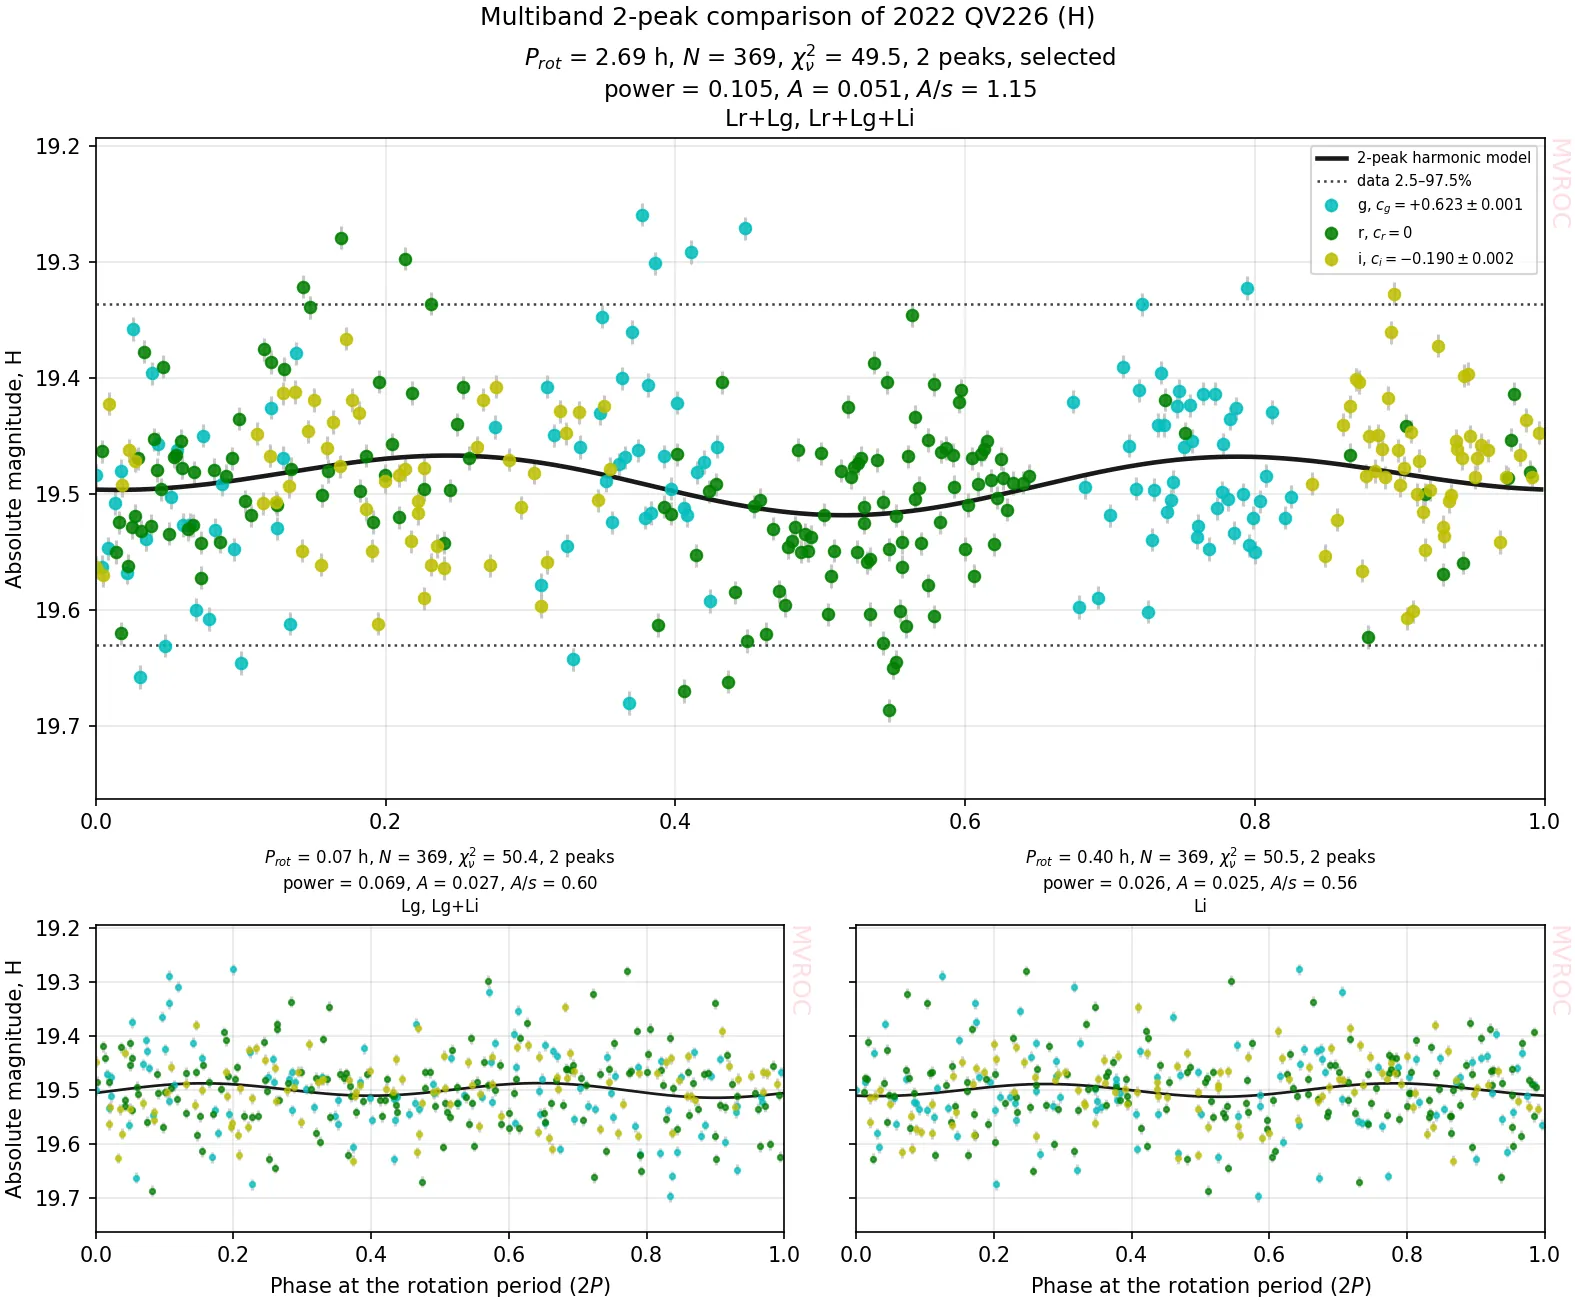 Multiband 2-peak comparison of 2022 QV226 (H)
P_rot = 2.69 h, N = 369, χ²_ν = 49.5, 2 peaks, selected
power = 0.105, A = 0.051, A/s = 1.15
Lr+Lg, Lr+Lg+Li
Absolute magnitude, H
19.2
19.3
19.4
19.5
19.6
19.7
0.0 0.2 0.4 0.6 0.8 1.0
2-peak harmonic model
data 2.5–97.5%
g, c_g = +0.623 ± 0.001
r, c_r = 0
i, c_i = −0.190 ± 0.002
MVROC
P_rot = 0.07 h, N = 369, χ²_ν = 50.4, 2 peaks
power = 0.069, A = 0.027, A/s = 0.60
Lg, Lg+Li
Absolute magnitude, H
19.2
19.3
19.4
19.5
19.6
19.7
0.0 0.2 0.4 0.6 0.8 1.0
Phase at the rotation period (2P)
MVROC
P_rot = 0.40 h, N = 369, χ²_ν = 50.5, 2 peaks
power = 0.026, A = 0.025, A/s = 0.56
Li
0.0 0.2 0.4 0.6 0.8 1.0
Phase at the rotation period (2P)
MVROC